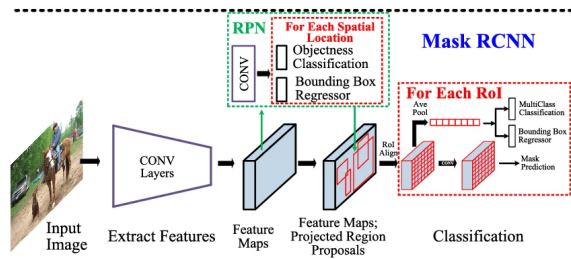 RPN
For Each Spatial
Location
CONV
Objectness
Classification
Bounding Box
Regressor
Mask RCNN
For Each RoI
Ave
Pool
MultiClass
Classification
Bounding Box
Regressor
CONV
Layers
RoI
Align
conv
Mask
Prediction
Input
Image
Extract Features
Feature
Maps
Feature Maps;
Projected Region
Proposals
Classification